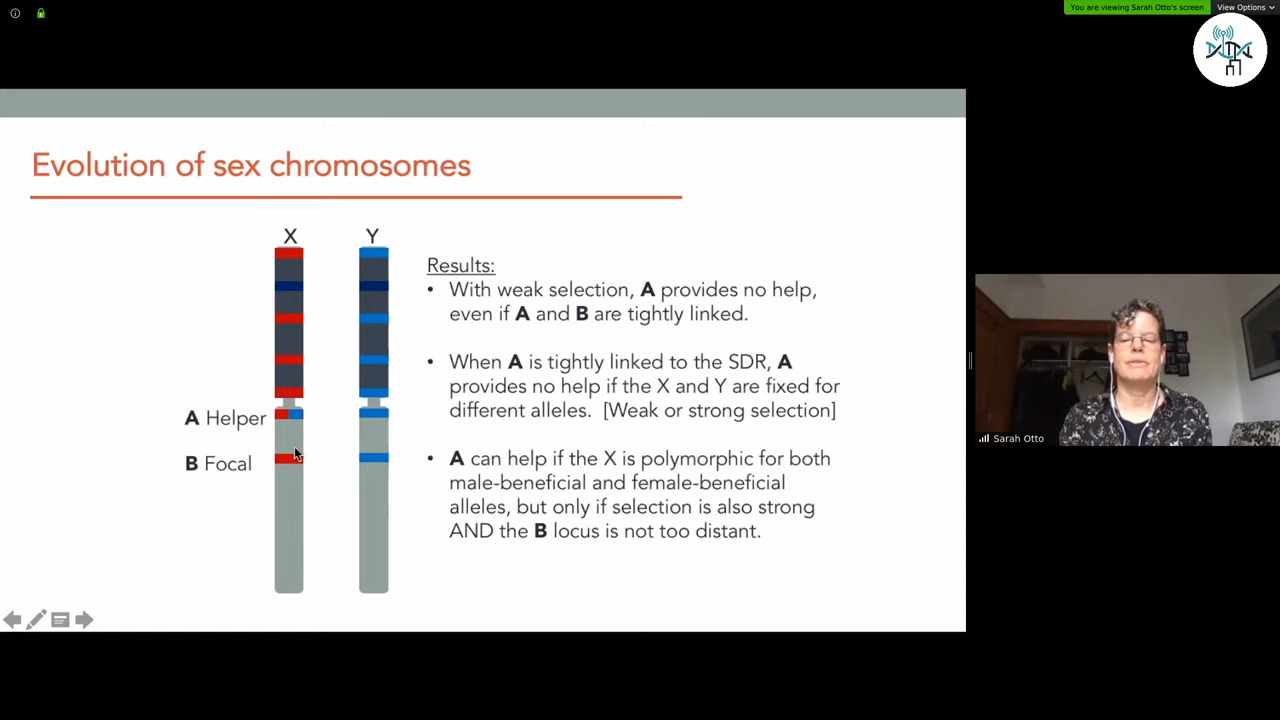 You are viewing Sarah Otto's screen
View Options
Evolution of sex chromosomes
X
Y
Results:
• With weak selection, A provides no help,
even if A and B are tightly linked.
• When A is tightly linked to the SDR, A
provides no help if the X and Y are fixed for
different alleles. [Weak or strong selection]
A Helper
B Focal
• A can help if the X is polymorphic for both
male-beneficial and female-beneficial
alleles, but only if selection is also strong
AND the B locus is not too distant.
Sarah Otto